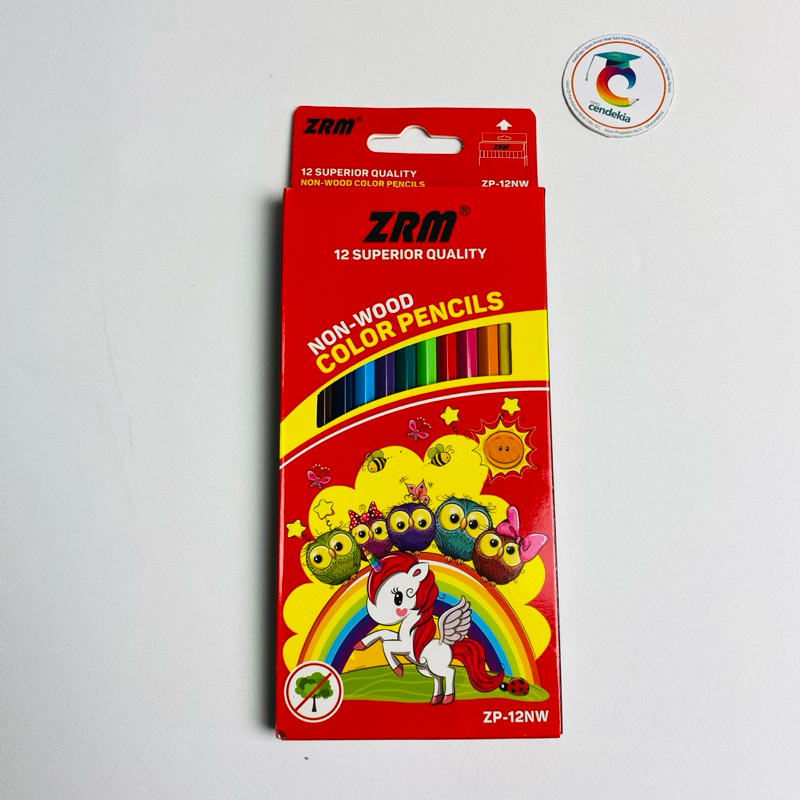 ZRM®
12 SUPERIOR QUALITY
NON-WOOD COLOR PENCILS
ZRM
ZP-12NW
ZRM®
12 SUPERIOR QUALITY
NON-WOOD
COLOR PENCILS
ZP-12NW
cendekia